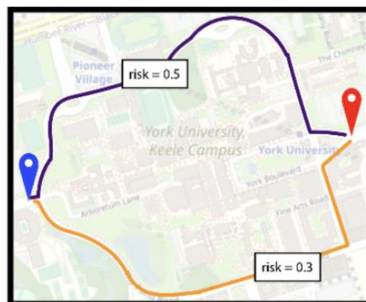 Pioneer
Village
The Chimneys
risk = 0.5
York University,
Keele Campus
York University
York Boulevard
Arboretum Lane
Fine Arts Road
risk = 0.3